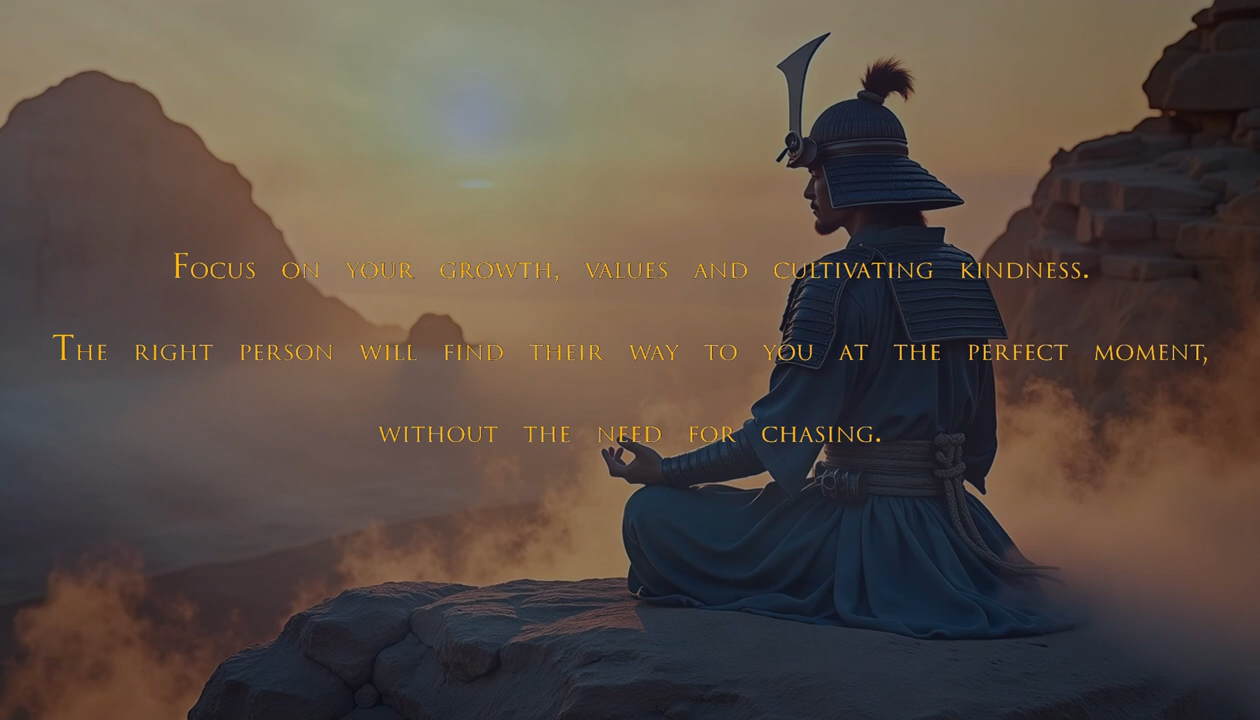 Focus on your growth, values and cultivating kindness.
The right person will find their way to you at the perfect moment,
without the need for chasing.